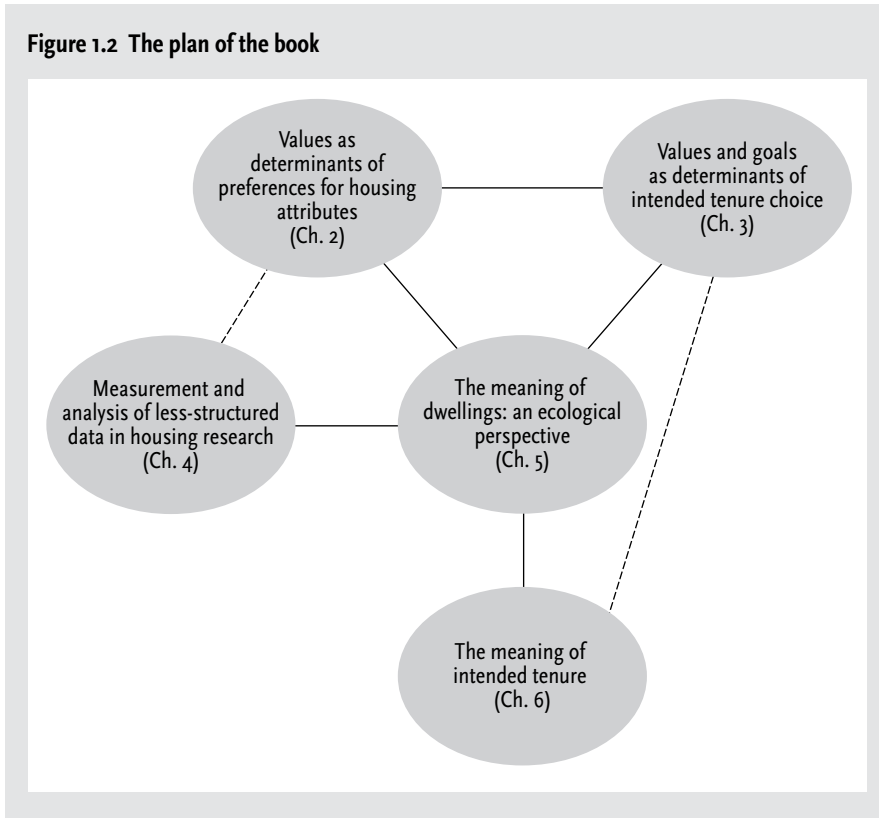 Figure 1.2 The plan of the book
Values as
determinants of
preferences for housing
attributes
(Ch. 2)
Values and goals
as determinants of
intended tenure choice
(Ch. 3)
Measurement and
analysis of less-structured
data in housing research
(Ch. 4)
The meaning of
dwellings: an ecological
perspective
(Ch. 5)
The meaning of
intended tenure
(Ch. 6)